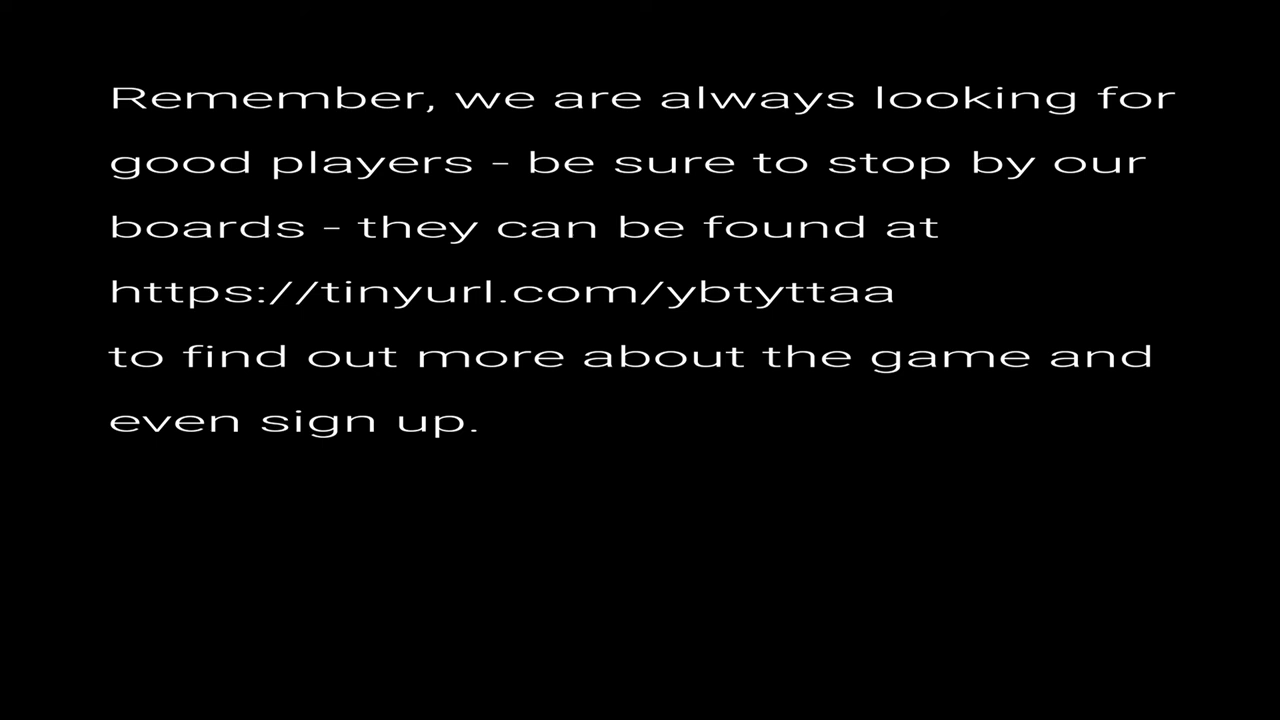 Remember, we are always looking for
good players - be sure to stop by our
boards - they can be found at
https://tinyurl.com/ybtyttaa
to find out more about the game and
even sign up.